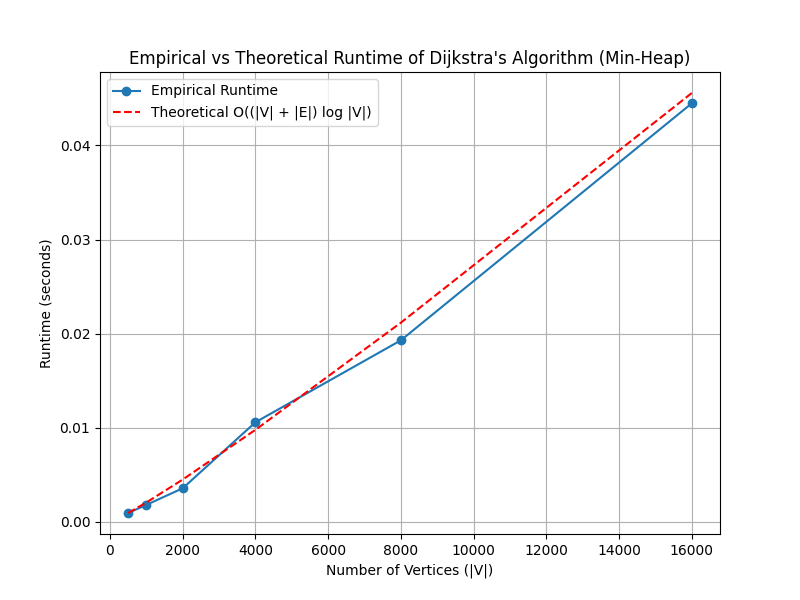 Empirical vs Theoretical Runtime of Dijkstra's Algorithm (Min-Heap)
Empirical Runtime
Theoretical O((|V| + |E|) log |V|)
Runtime (seconds)
0.04
0.03
0.02
0.01
0.00
0 2000 4000 6000 8000 10000 12000 14000 16000
Number of Vertices (|V|)